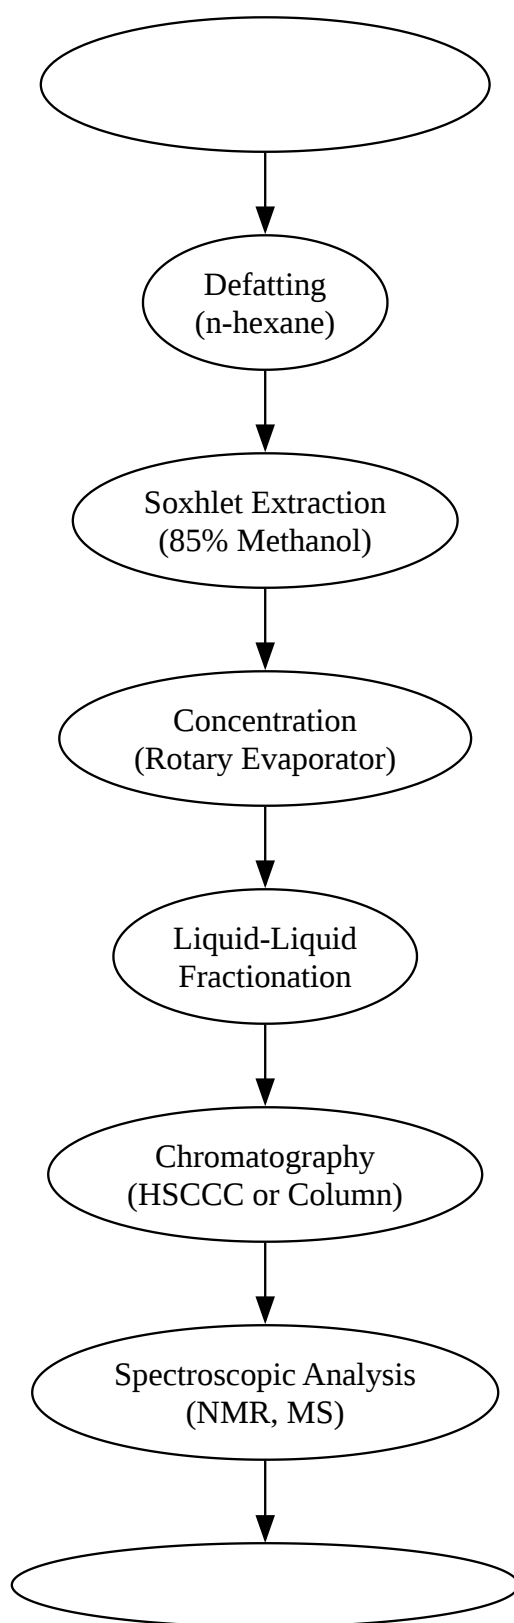 Defatting
(n-hexane)
Soxhlet Extraction
(85% Methanol)
Concentration
(Rotary Evaporator)
Liquid-Liquid
Fractionation
Chromatography
(HSCCC or Column)
Spectroscopic Analysis
(NMR, MS)